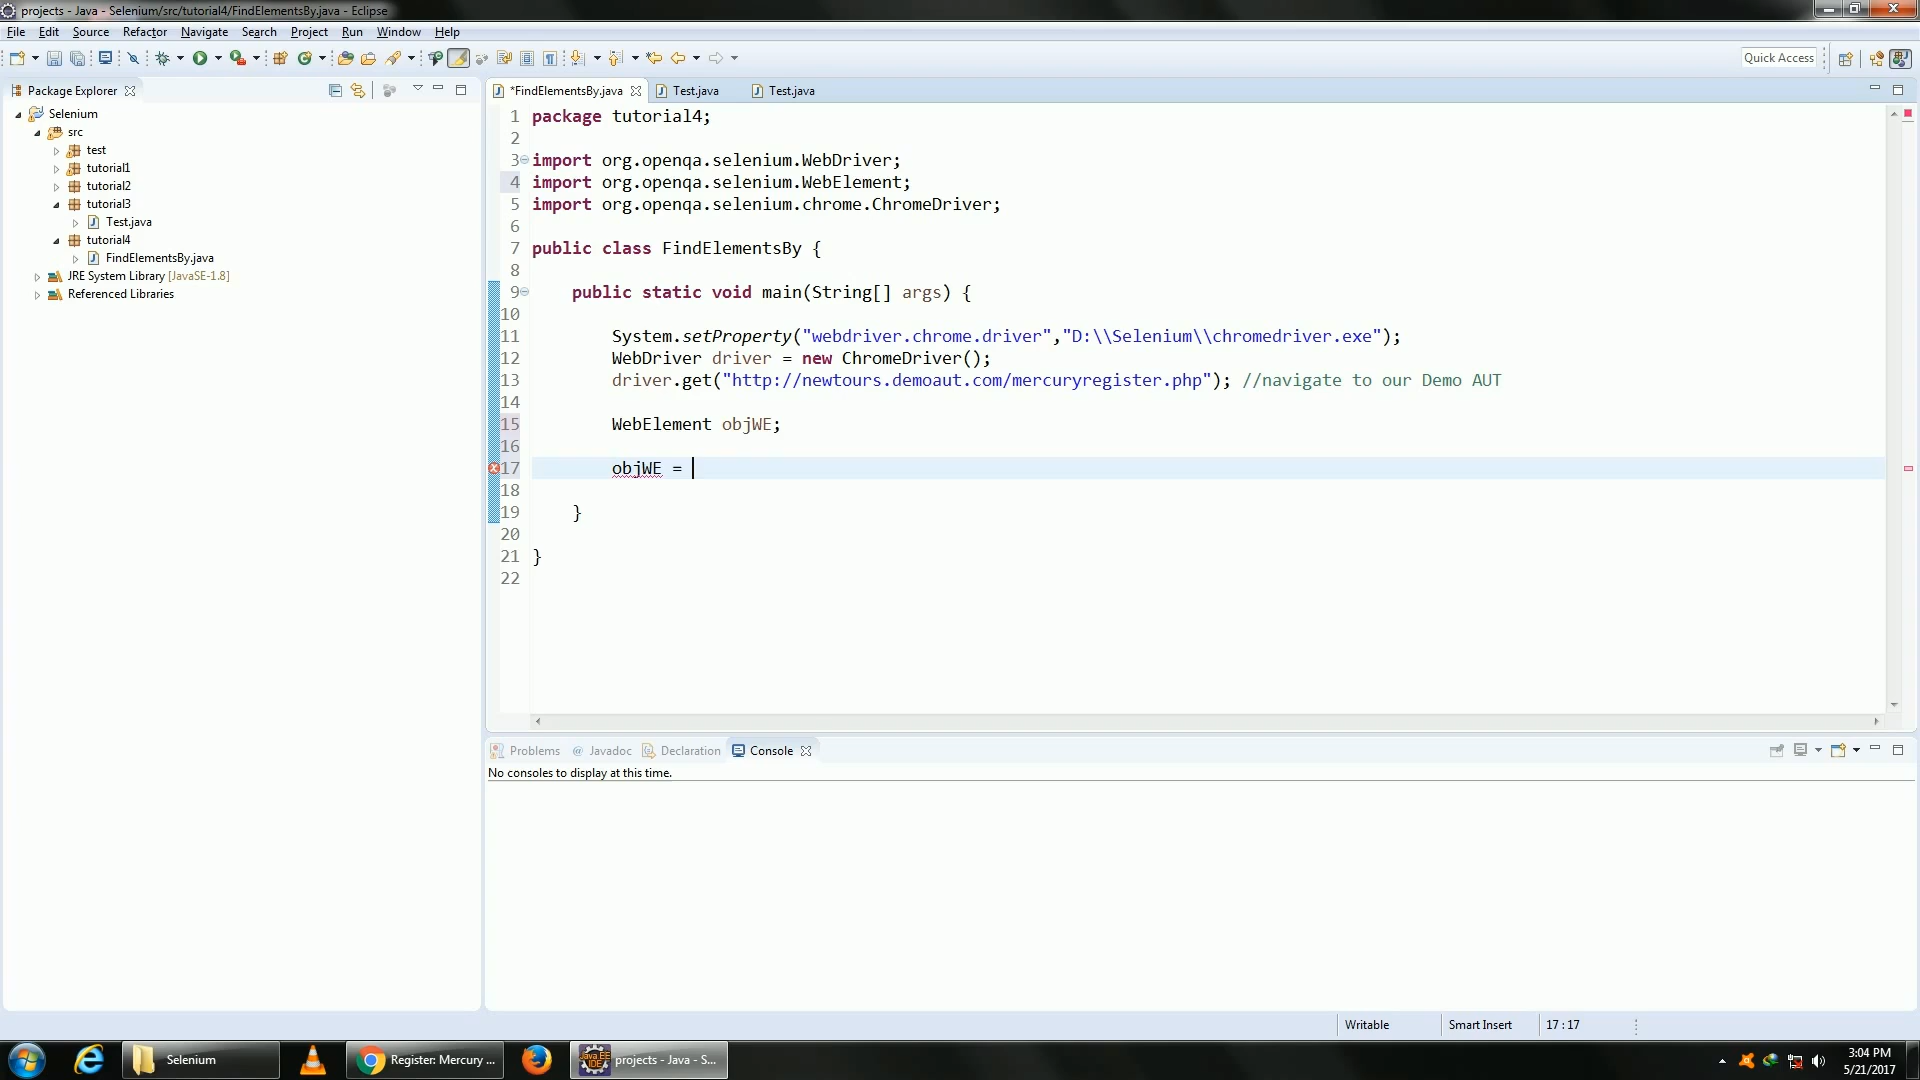 projects - Java - Selenium/src/tutorial4/FindElementsBy.java - Eclipse
File Edit Source Refactor Navigate Search Project Run Window Help
Quick Access
Package Explorer
Selenium
src
test
tutorial1
tutorial2
tutorial3
Test.java
tutorial4
FindElementsBy.java
JRE System Library [JavaSE-1.8]
Referenced Libraries
*FindElementsBy.java Test.java Test.java
1 package tutorial4;
2
3 import org.openqa.selenium.WebDriver;
4 import org.openqa.selenium.WebElement;
5 import org.openqa.selenium.chrome.ChromeDriver;
6
7 public class FindElementsBy {
8
9 public static void main(String[] args) {
10
11 System.setProperty("webdriver.chrome.driver","D:\\Selenium\\chromedriver.exe");
12 WebDriver driver = new ChromeDriver();
13 driver.get("http://newtours.demoaut.com/mercuryregister.php"); //navigate to our Demo AUT
14
15 WebElement objWE;
16
17 objWE =
18
19 }
20
21 }
22
Problems @ Javadoc Declaration Console
No consoles to display at this time.
Writable Smart Insert 17 : 17
Selenium Register: Mercury ... Java EE IDE projects - Java - S...
3:04 PM
5/21/2017